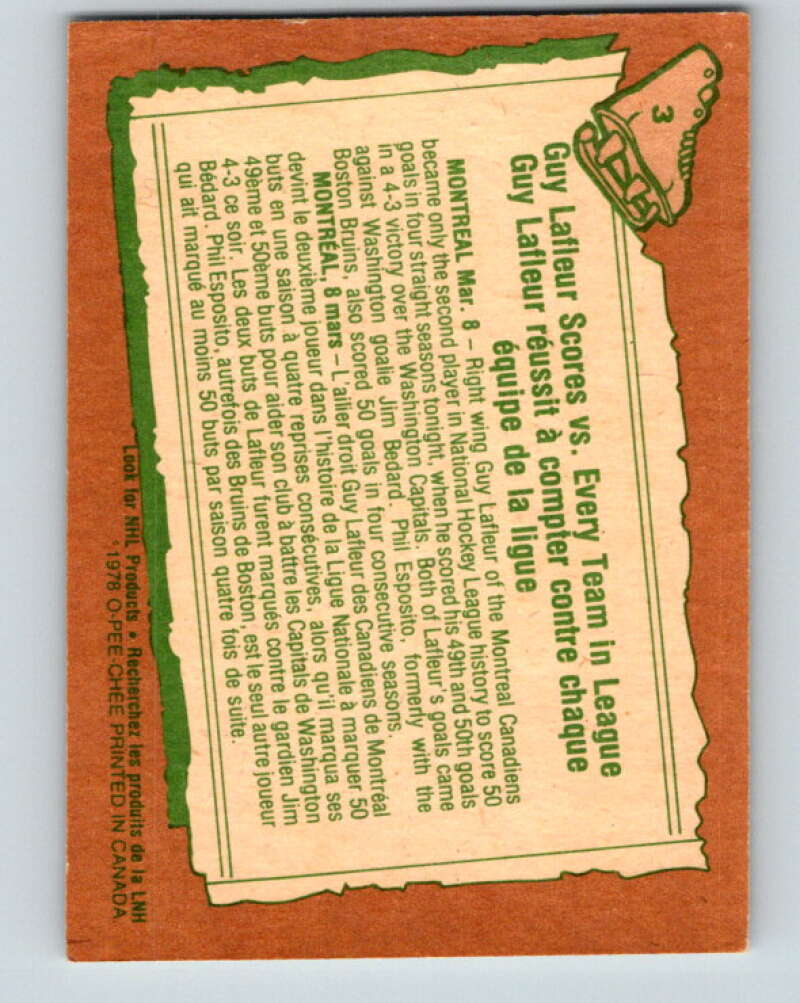 3
Guy Lafleur Scores vs. Every Team in League
Guy Lafleur réussit à compter contre chaque
équipe de la ligue
MONTREAL Mar. 8 – Right wing Guy Lafleur of the Montreal Canadiens
became only the second player in National Hockey League history to score 50
goals in four straight seasons tonight, when he scored his 49th and 50th goals
in a 4-3 victory over the Washington Capitals. Both of Lafleur's goals came
against Washington goalie Jim Bedard. Phil Esposito, formerly with the
Boston Bruins, also scored 50 goals in four consecutive seasons.
MONTRÉAL, 8 mars – L'ailier droit Guy Lafleur des Canadiens de Montréal
devint le deuxième joueur dans l'histoire de la Ligue Nationale à marquer 50
buts en une saison à quatre reprises consécutives, alors qu'il marqua ses
49ème et 50ème buts pour aider son club à battre les Capitals de Washington
4-3 ce soir. Les deux buts de Lafleur furent marqués contre le gardien Jim
Bédard. Phil Esposito, autrefois des Bruins de Boston, est le seul autre joueur
qui ait marqué au moins 50 buts par saison quatre fois de suite.
Look for NHL Products • Recherchez les produits de la LNH
©1978 O-PEE-CHEE PRINTED IN CANADA